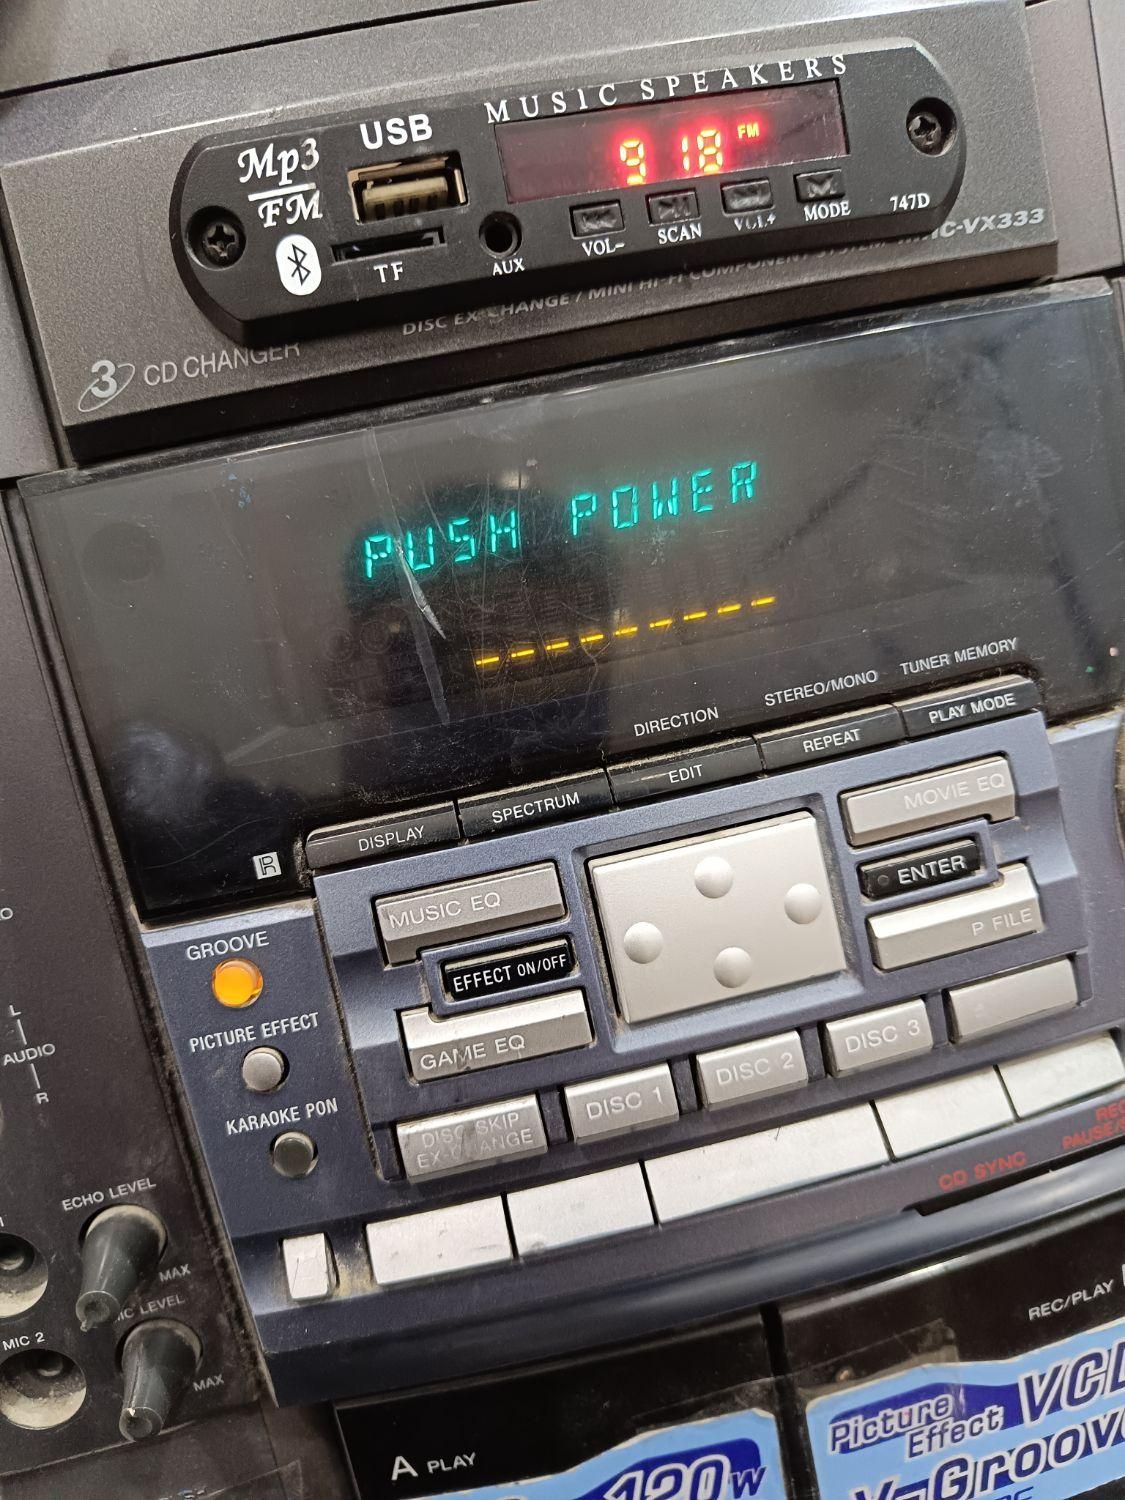 MUSIC SPEAKERS
USB
Mp3
FM
918 FM
VOL-
SCAN
VOL+
MODE
747D
TF
AUX
HC-VX333
DISC EX-CHANGE / MINI HI-FI COMPONENT SYSTEM
3 CD CHANGER
PUSH POWER
DIRECTION
STEREO/MONO
TUNER MEMORY
DISPLAY
SPECTRUM
EDIT
REPEAT
PLAY MODE
MUSIC EQ
MOVIE EQ
EFFECT ON/OFF
ENTER
GAME EQ
P FILE
GROOVE
PICTURE EFFECT
KARAOKE PON
L
AUDIO
R
DISC SKIP
EX-CHANGE
DISC 1
DISC 2
DISC 3
REC
PAUSE/S
CD SYNC
ECHO LEVEL
MAX
MIC LEVEL
MIC 2
MAX
REC/PLAY
A PLAY
120W
Picture
Effect
VCD
V-Groove